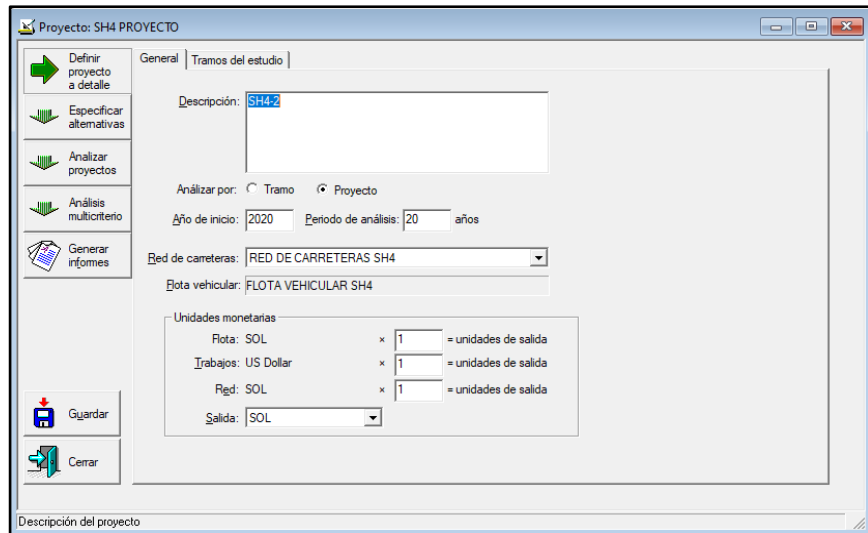 Proyecto: SH4 PROYECTO
Definir
proyecto
a detalle
Especificar
alternativas
Analizar
proyectos
Análisis
multicriterio
Generar
informes
Guardar
Cerrar
General Tramos del estudio
Descripción: SH4-2
Análizar por: Tramo Proyecto
Año de inicio: 2020 Periodo de análisis: 20 años
Red de carreteras: RED DE CARRETERAS SH4
Flota vehicular: FLOTA VEHICULAR SH4
Unidades monetarias
Flota: SOL × 1 = unidades de salida
Trabajos: US Dollar × 1 = unidades de salida
Red: SOL × 1 = unidades de salida
Salida: SOL
Descripción del proyecto